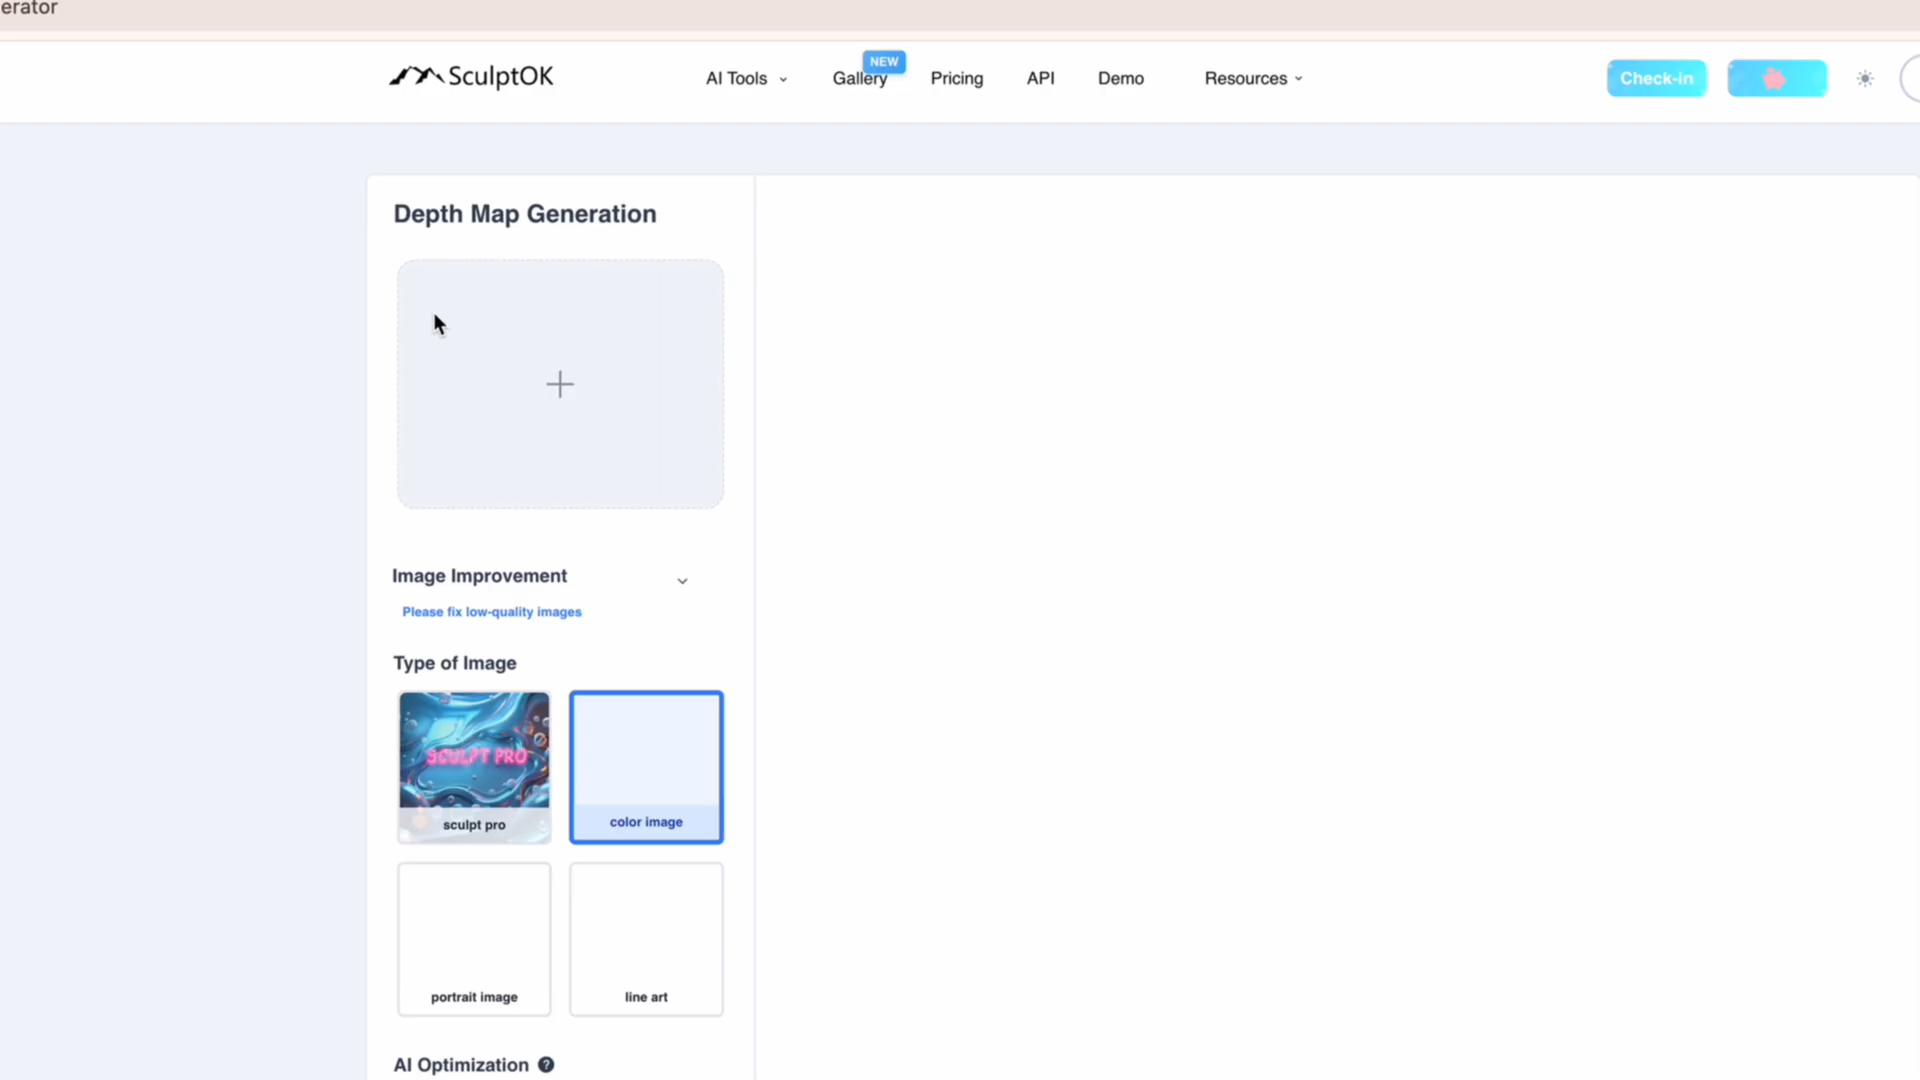 erator
SculptOK
AI Tools
Gallery
NEW
Pricing
API
Demo
Resources
Check-in
Depth Map Generation
Image Improvement
Please fix low-quality images
Type of Image
SCULPT PRO
sculpt pro
color image
portrait image
line art
AI Optimization ?